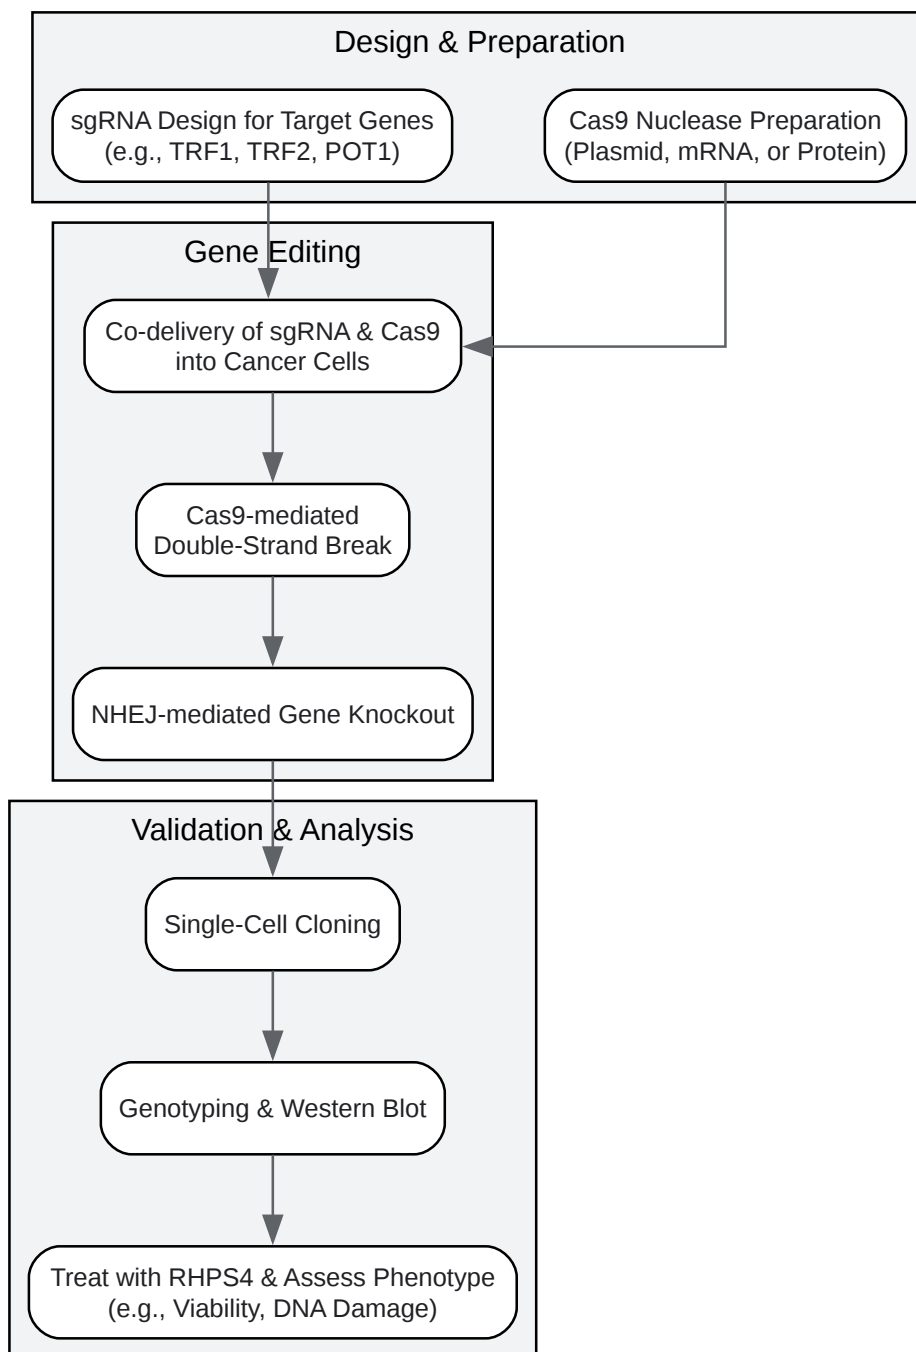 Design & Preparation
sgRNA Design for Target Genes
(e.g., TRF1, TRF2, POT1)
Cas9 Nuclease Preparation
(Plasmid, mRNA, or Protein)
Gene Editing
Co-delivery of sgRNA & Cas9
into Cancer Cells
Cas9-mediated
Double-Strand Break
NHEJ-mediated Gene Knockout
Validation & Analysis
Single-Cell Cloning
Genotyping & Western Blot
Treat with RHPS4 & Assess Phenotype
(e.g., Viability, DNA Damage)